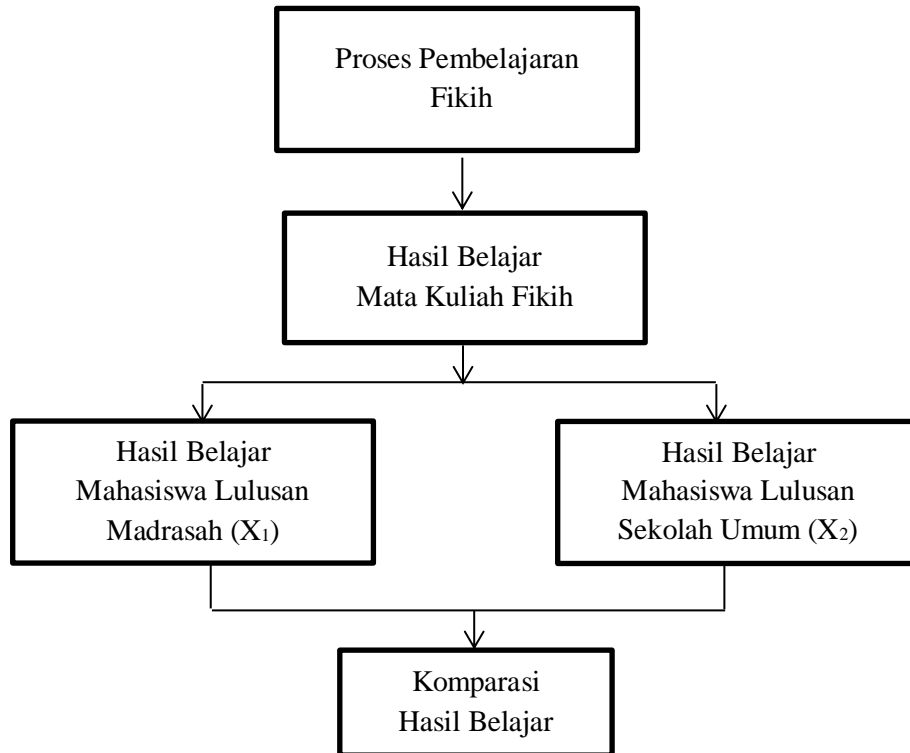 Proses Pembelajaran
Fikih
Hasil Belajar
Mata Kuliah Fikih
Hasil Belajar
Mahasiswa Lulusan
Madrasah (X₁)
Hasil Belajar
Mahasiswa Lulusan
Sekolah Umum (X₂)
Komparasi
Hasil Belajar